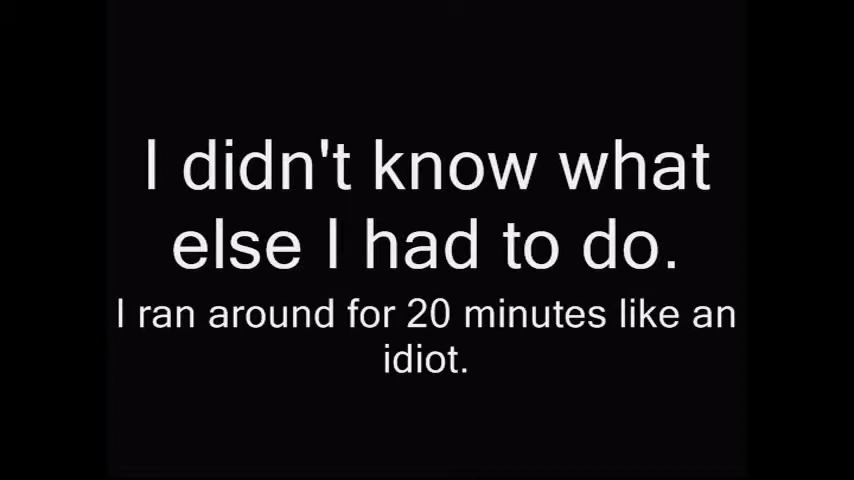 I didn't know what
else I had to do.
I ran around for 20 minutes like an
idiot.